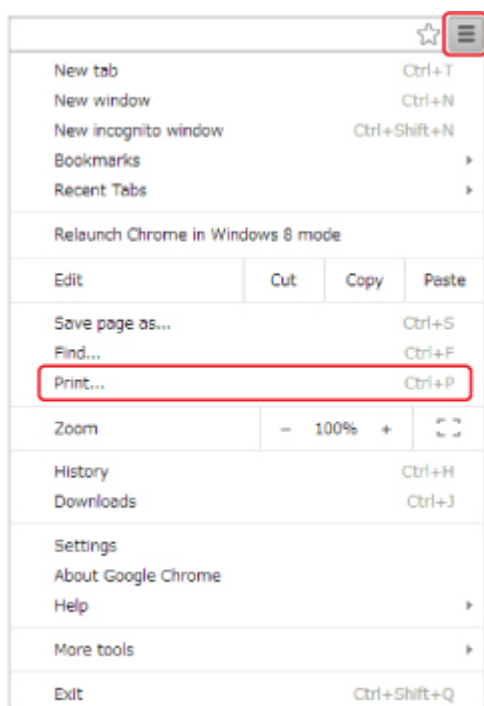 New tab Ctrl+T
New window Ctrl+N
New incognito window Ctrl+Shift+N
Bookmarks
Recent Tabs
Relaunch Chrome in Windows 8 mode
Edit Cut Copy Paste
Save page as... Ctrl+S
Find... Ctrl+F
Print... Ctrl+P
Zoom – 100% +
History Ctrl+H
Downloads Ctrl+J
Settings
About Google Chrome
Help
More tools
Exit Ctrl+Shift+Q